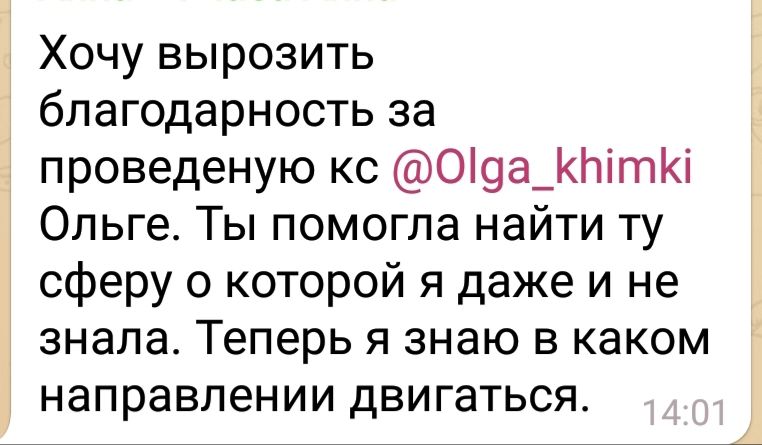 Хочу вырозить
благодарность за
проведеную кс @Olga_khimki
Ольге. Ты помогла найти ту
сферу о которой я даже и не
знала. Теперь я знаю в каком
направлении двигаться.
14:01